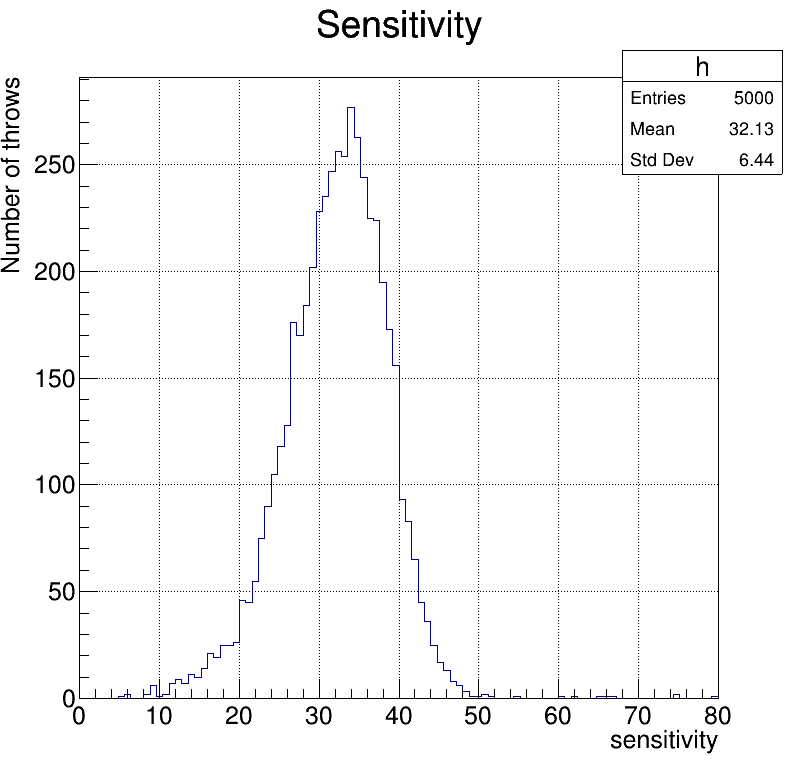 Sensitivity
h
Entries 5000
Mean 32.13
Std Dev 6.44
Number of throws
250
200
150
100
50
0
0 10 20 30 40 50 60 70 80
sensitivity